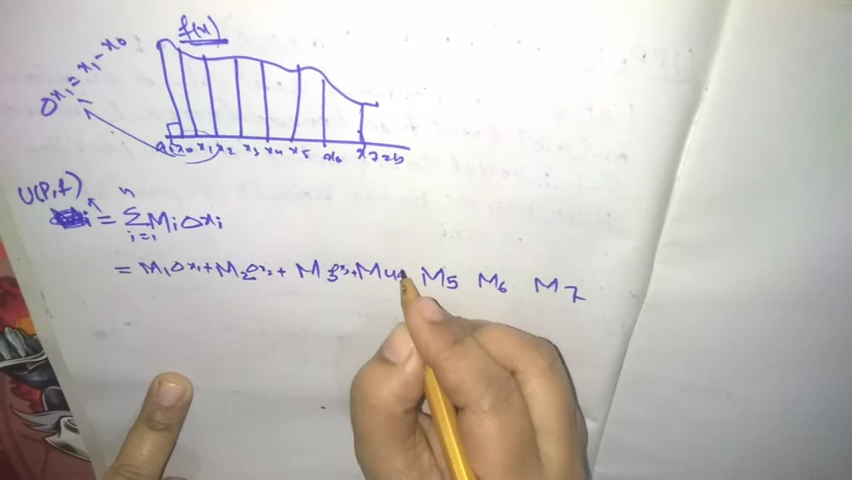 f(x)
Δx₁ = x₁ - x₀
x₀ x₁ x₂ x₃ x₄ x₅ x₆ x₇=b
U(P,f)
= n Σ i=1 Mᵢ Δxᵢ
= M₁Δx₁ + M₂Δx₂ + M₃Δx₃ + M₄ M₅ M₆ M₇